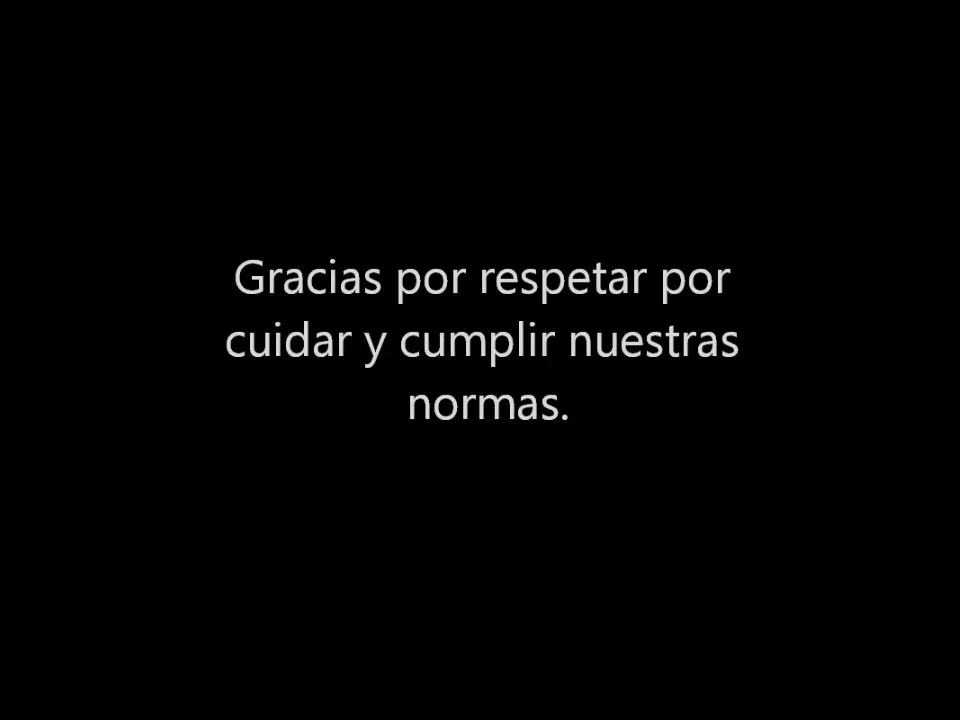 Gracias por respetar por
cuidar y cumplir nuestras
normas.